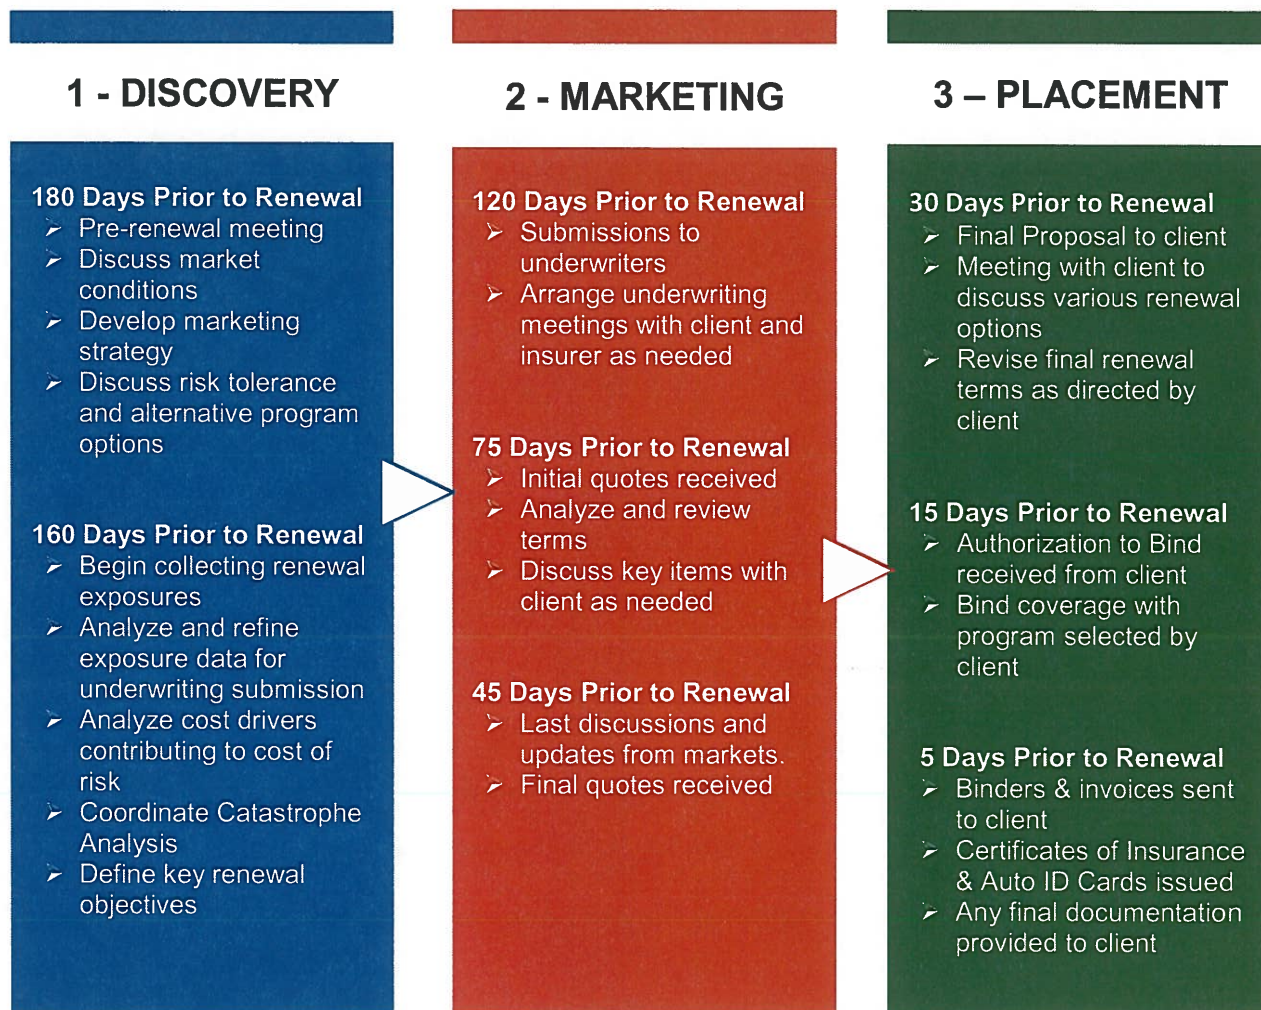 1 - DISCOVERY
180 Days Prior to Renewal
➢ Pre-renewal meeting
➢ Discuss market
conditions
➢ Develop marketing
strategy
➢ Discuss risk tolerance
and alternative program
options
160 Days Prior to Renewal
➢ Begin collecting renewal
exposures
➢ Analyze and refine
exposure data for
underwriting submission
➢ Analyze cost drivers
contributing to cost of
risk
➢ Coordinate Catastrophe
Analysis
➢ Define key renewal
objectives
2 - MARKETING
120 Days Prior to Renewal
➢ Submissions to
underwriters
➢ Arrange underwriting
meetings with client and
insurer as needed
75 Days Prior to Renewal
➢ Initial quotes received
➢ Analyze and review
terms
➢ Discuss key items with
client as needed
45 Days Prior to Renewal
➢ Last discussions and
updates from markets.
➢ Final quotes received
3 – PLACEMENT
30 Days Prior to Renewal
➢ Final Proposal to client
➢ Meeting with client to
discuss various renewal
options
➢ Revise final renewal
terms as directed by
client
15 Days Prior to Renewal
➢ Authorization to Bind
received from client
➢ Bind coverage with
program selected by
client
5 Days Prior to Renewal
➢ Binders & invoices sent
to client
➢ Certificates of Insurance
& Auto ID Cards issued
➢ Any final documentation
provided to client